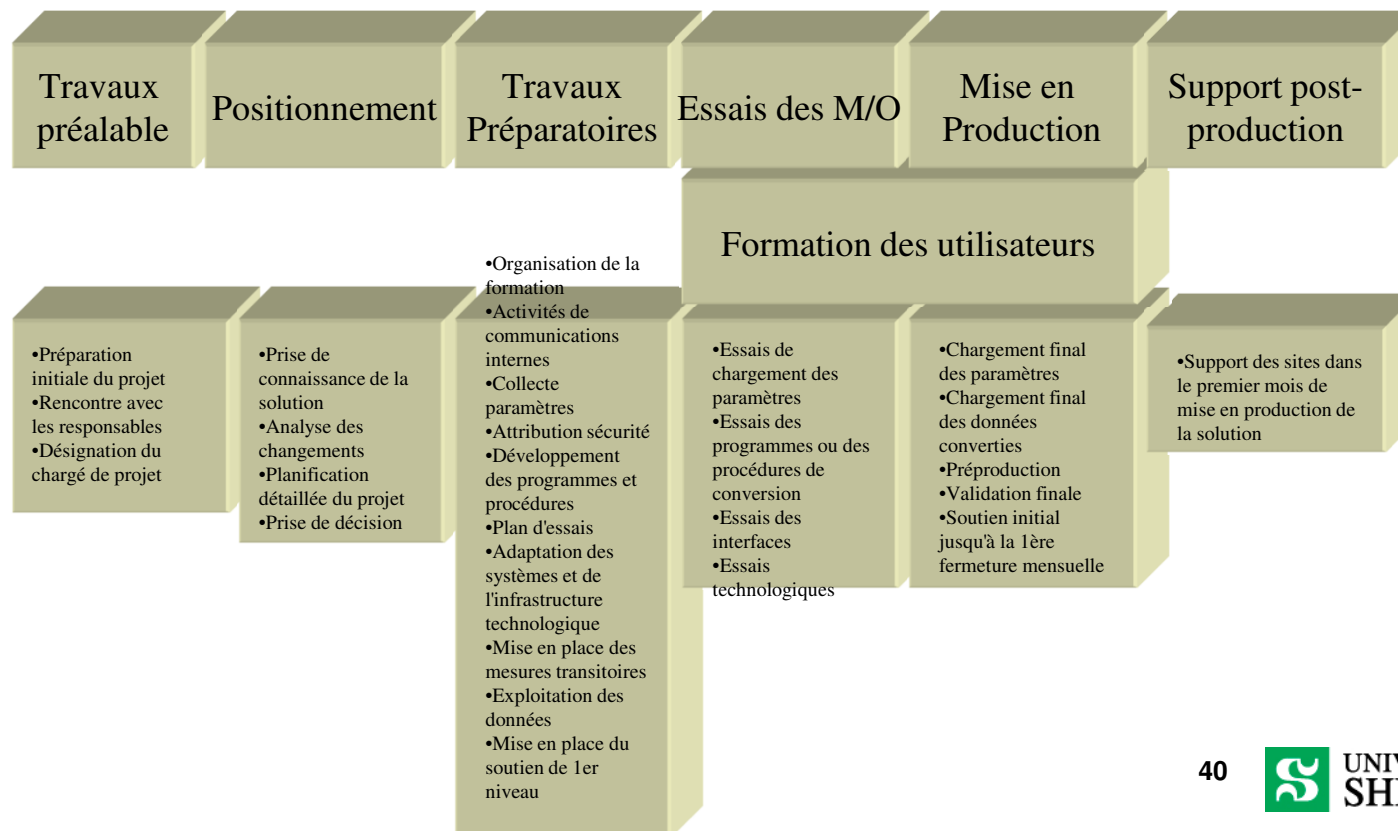 Travaux
préalable
Positionnement
Travaux
Préparatoires
Essais des M/O
Mise en
Production
Support post-
production
Formation des utilisateurs
•Préparation
initiale du projet
•Rencontre avec
les responsables
•Désignation du
chargé de projet
•Prise de
connaissance de la
solution
•Analyse des
changements
•Planification
détaillée du projet
•Prise de décision
•Organisation de la
formation
•Activités de
communications
internes
•Collecte
paramètres
•Attribution sécurité
•Développement
des programmes et
procédures
•Plan d'essais
•Adaptation des
systèmes et de
l'infrastructure
technologique
•Mise en place des
mesures transitoires
•Exploitation des
données
•Mise en place du
soutien de 1er
niveau
•Essais de
chargement des
paramètres
•Essais des
programmes ou des
procédures de
conversion
•Essais des
interfaces
•Essais
technologiques
•Chargement final
des paramètres
•Chargement final
des données
converties
•Préproduction
•Validation finale
•Soutien initial
jusqu'à la 1ère
fermeture mensuelle
•Support des sites dans
le premier mois de
mise en production de
la solution
40